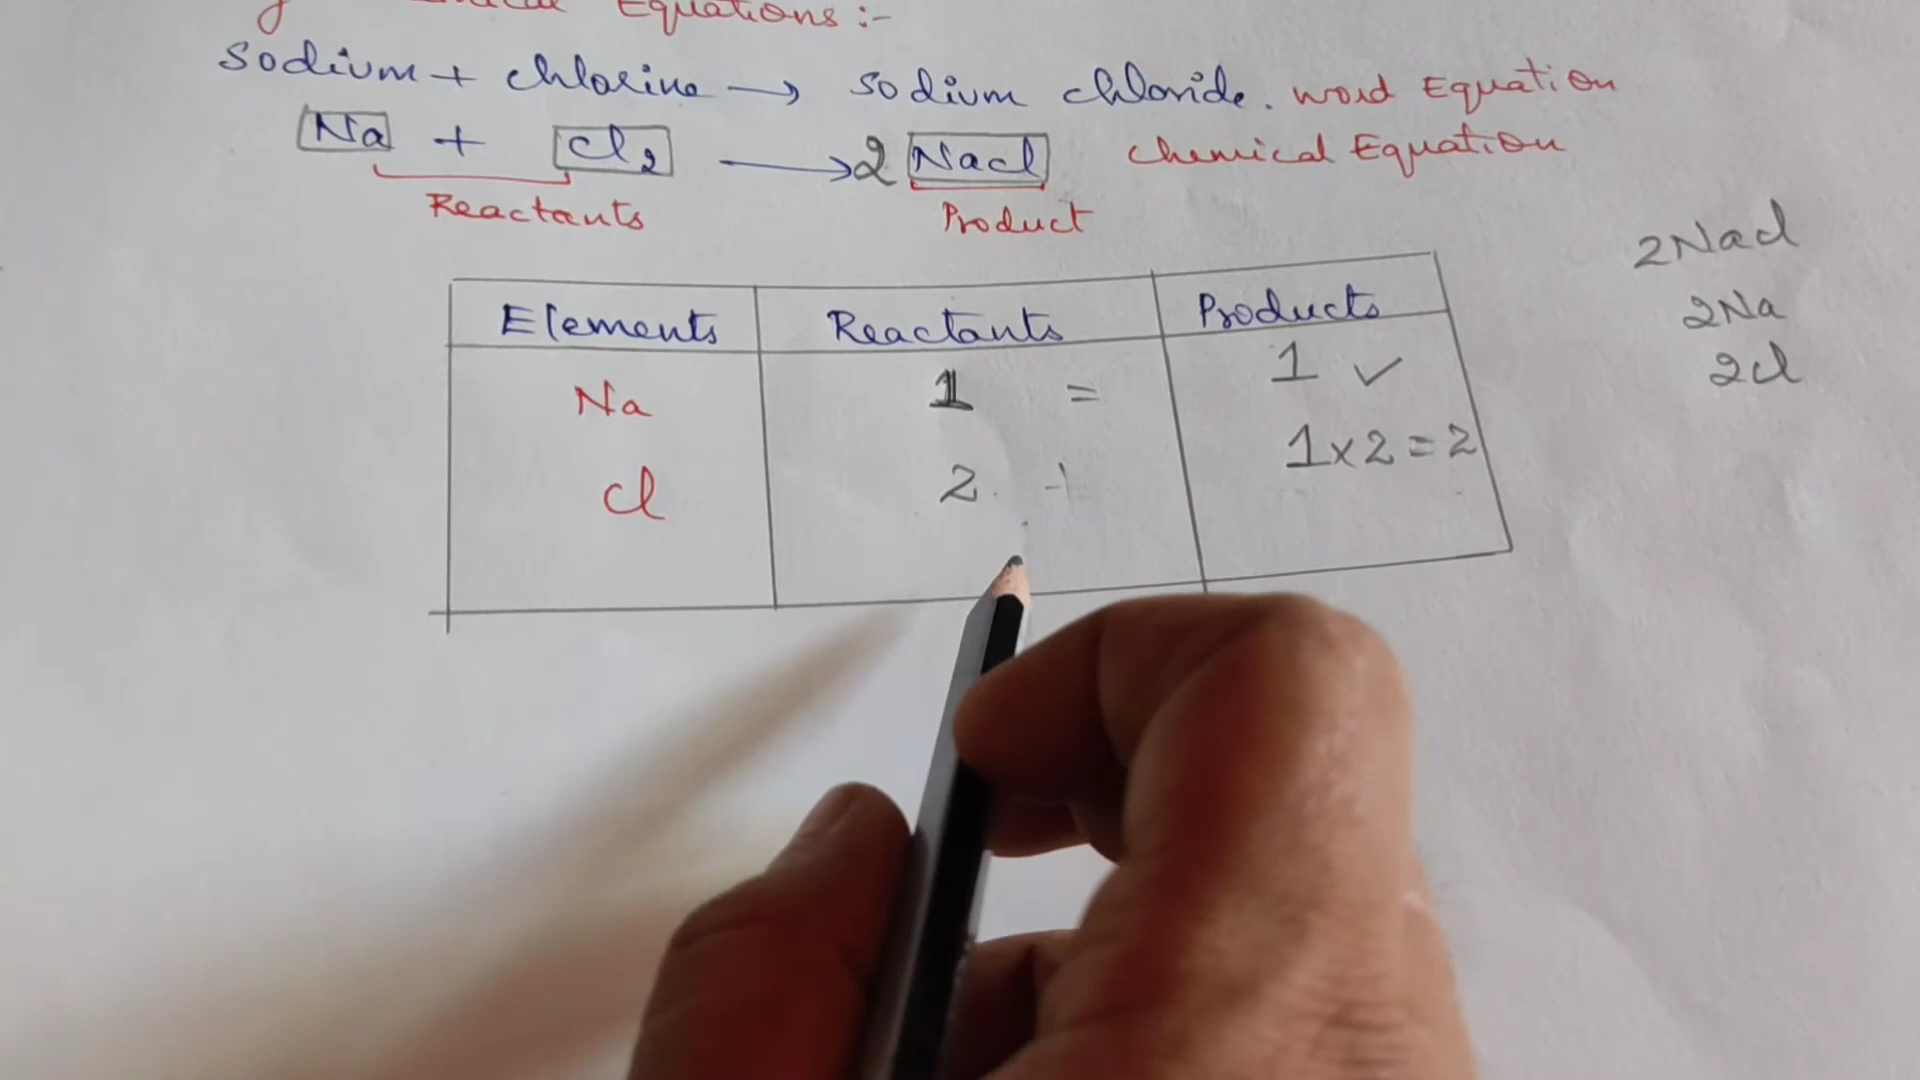 Equations :-
Sodium + chlorine → sodium chloride. word Equation
Na + Cl2 → 2 Nacl chemical Equation
Reactants Product
2Nacl
2Na
2cl
Elements Reactants Products
Na 1 = 1 ✓
cl 2 1x2=2